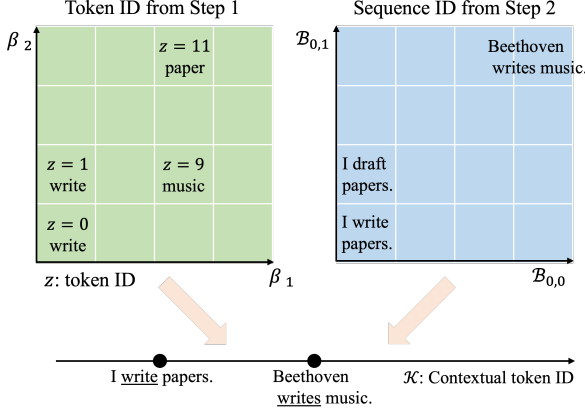 Token ID from Step 1
β 2
z = 11
paper
z = 1
write
z = 9
music
z = 0
write
z: token ID
β 1
Sequence ID from Step 2
ℬ0,1
Beethoven
writes music.
I draft
papers.
I write
papers.
ℬ0,0
I write papers.
Beethoven
writes music.
𝒦: Contextual token ID